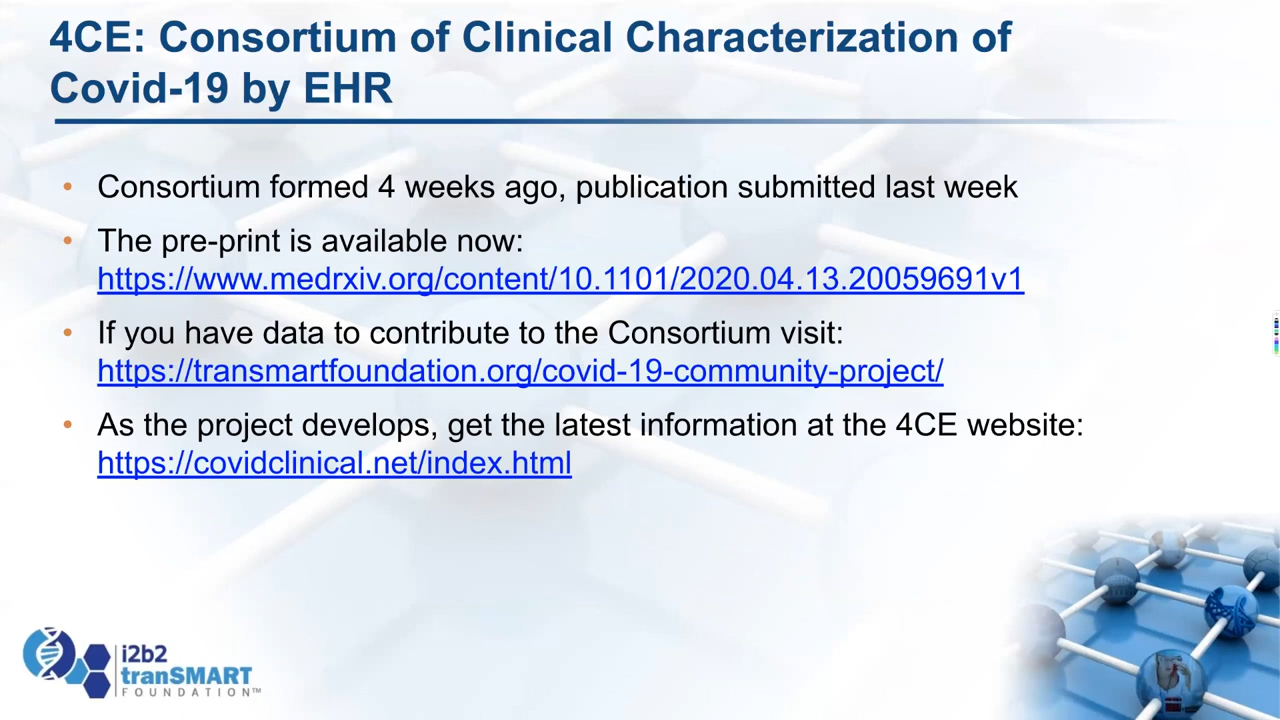 4CE: Consortium of Clinical Characterization of
Covid-19 by EHR
• Consortium formed 4 weeks ago, publication submitted last week
• The pre-print is available now:
https://www.medrxiv.org/content/10.1101/2020.04.13.20059691v1
• If you have data to contribute to the Consortium visit:
https://transmartfoundation.org/covid-19-community-project/
• As the project develops, get the latest information at the 4CE website:
https://covidclinical.net/index.html
i2b2
tranSMART
FOUNDATION™